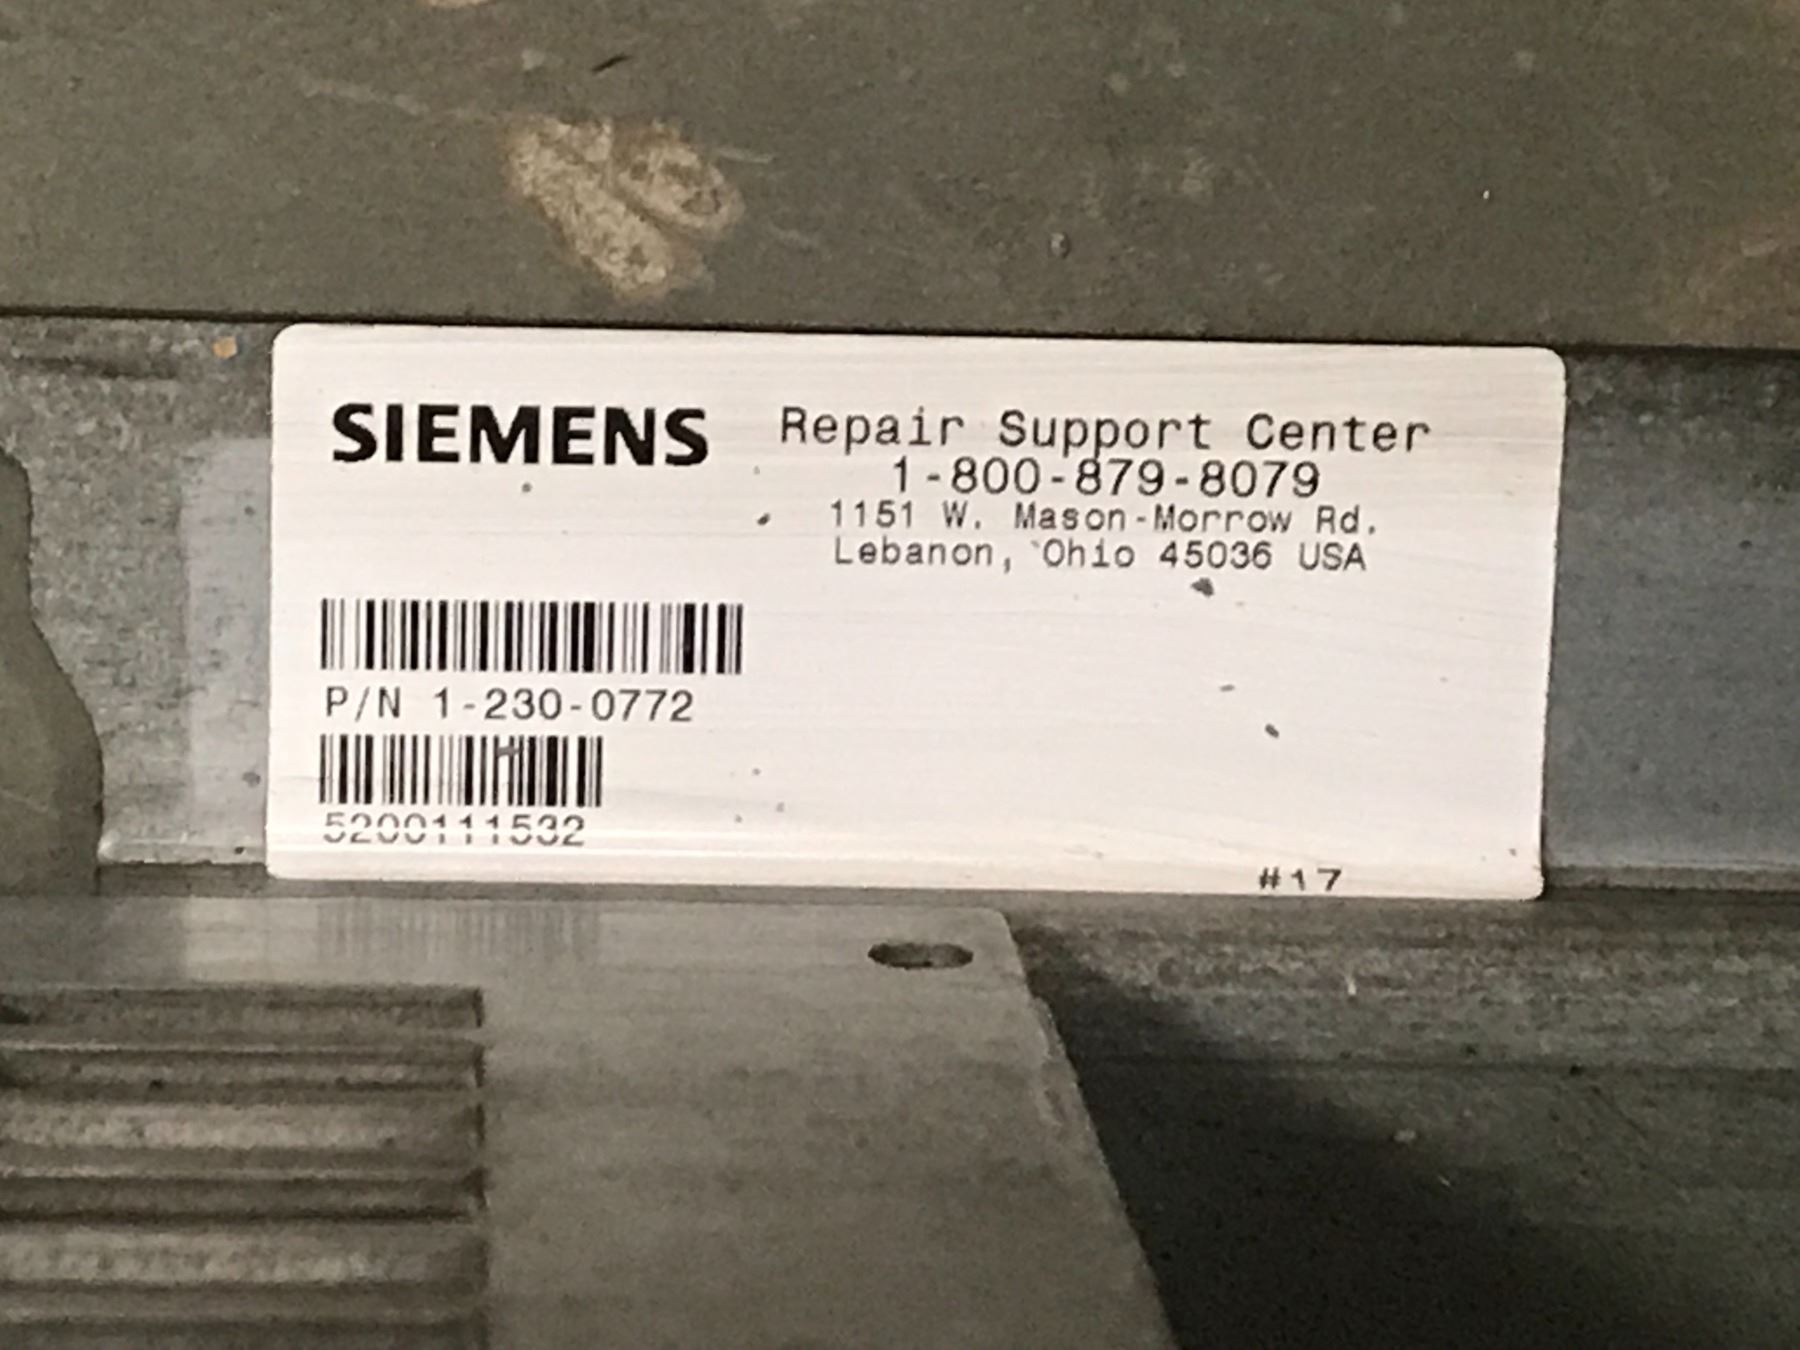 SIEMENS
Repair Support Center
1-800-879-8079
1151 W. Mason-Morrow Rd.
Lebanon, Ohio 45036 USA
P/N 1-230-0772
5200111532
#17